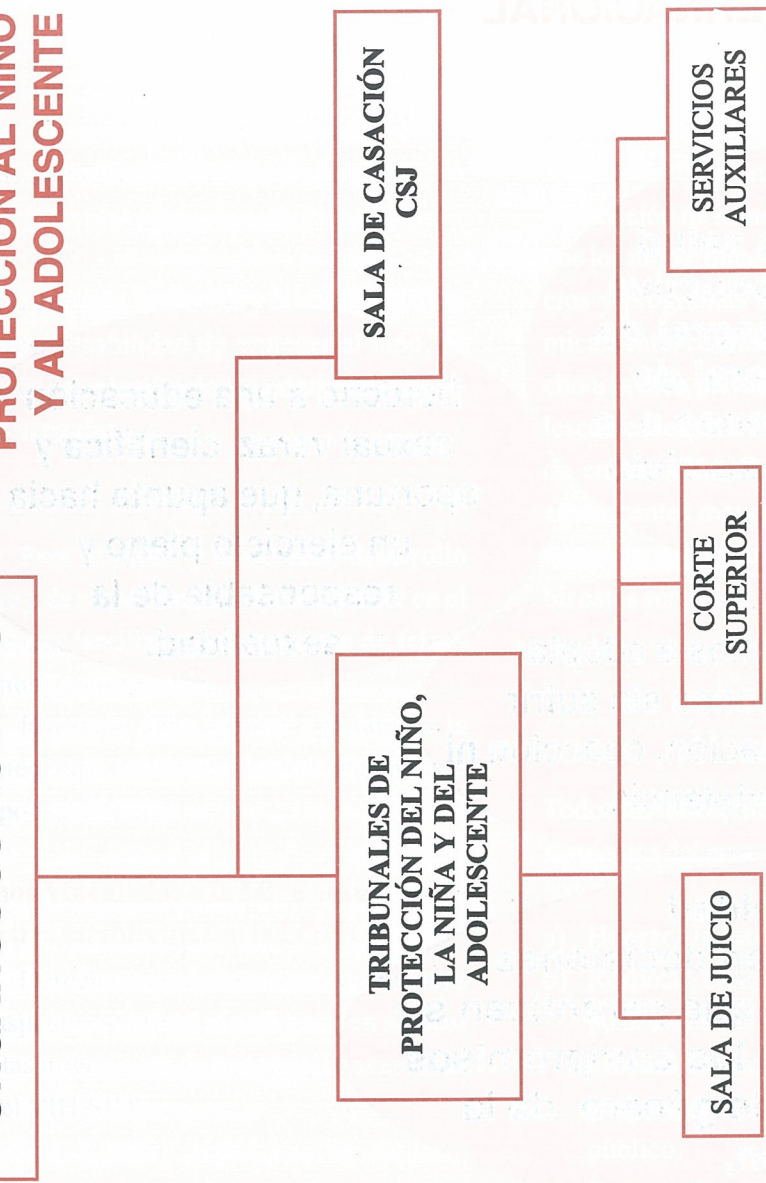 PROTECCIÓN AL NIÑO
Y AL ADOLESCENTE
TRIBUNALES DE
PROTECCIÓN DEL NIÑO,
LA NIÑA Y DEL
ADOLESCENTE
SALA DE CASACIÓN
CSJ
SALA DE JUICIO
CORTE
SUPERIOR
SERVICIOS
AUXILIARES